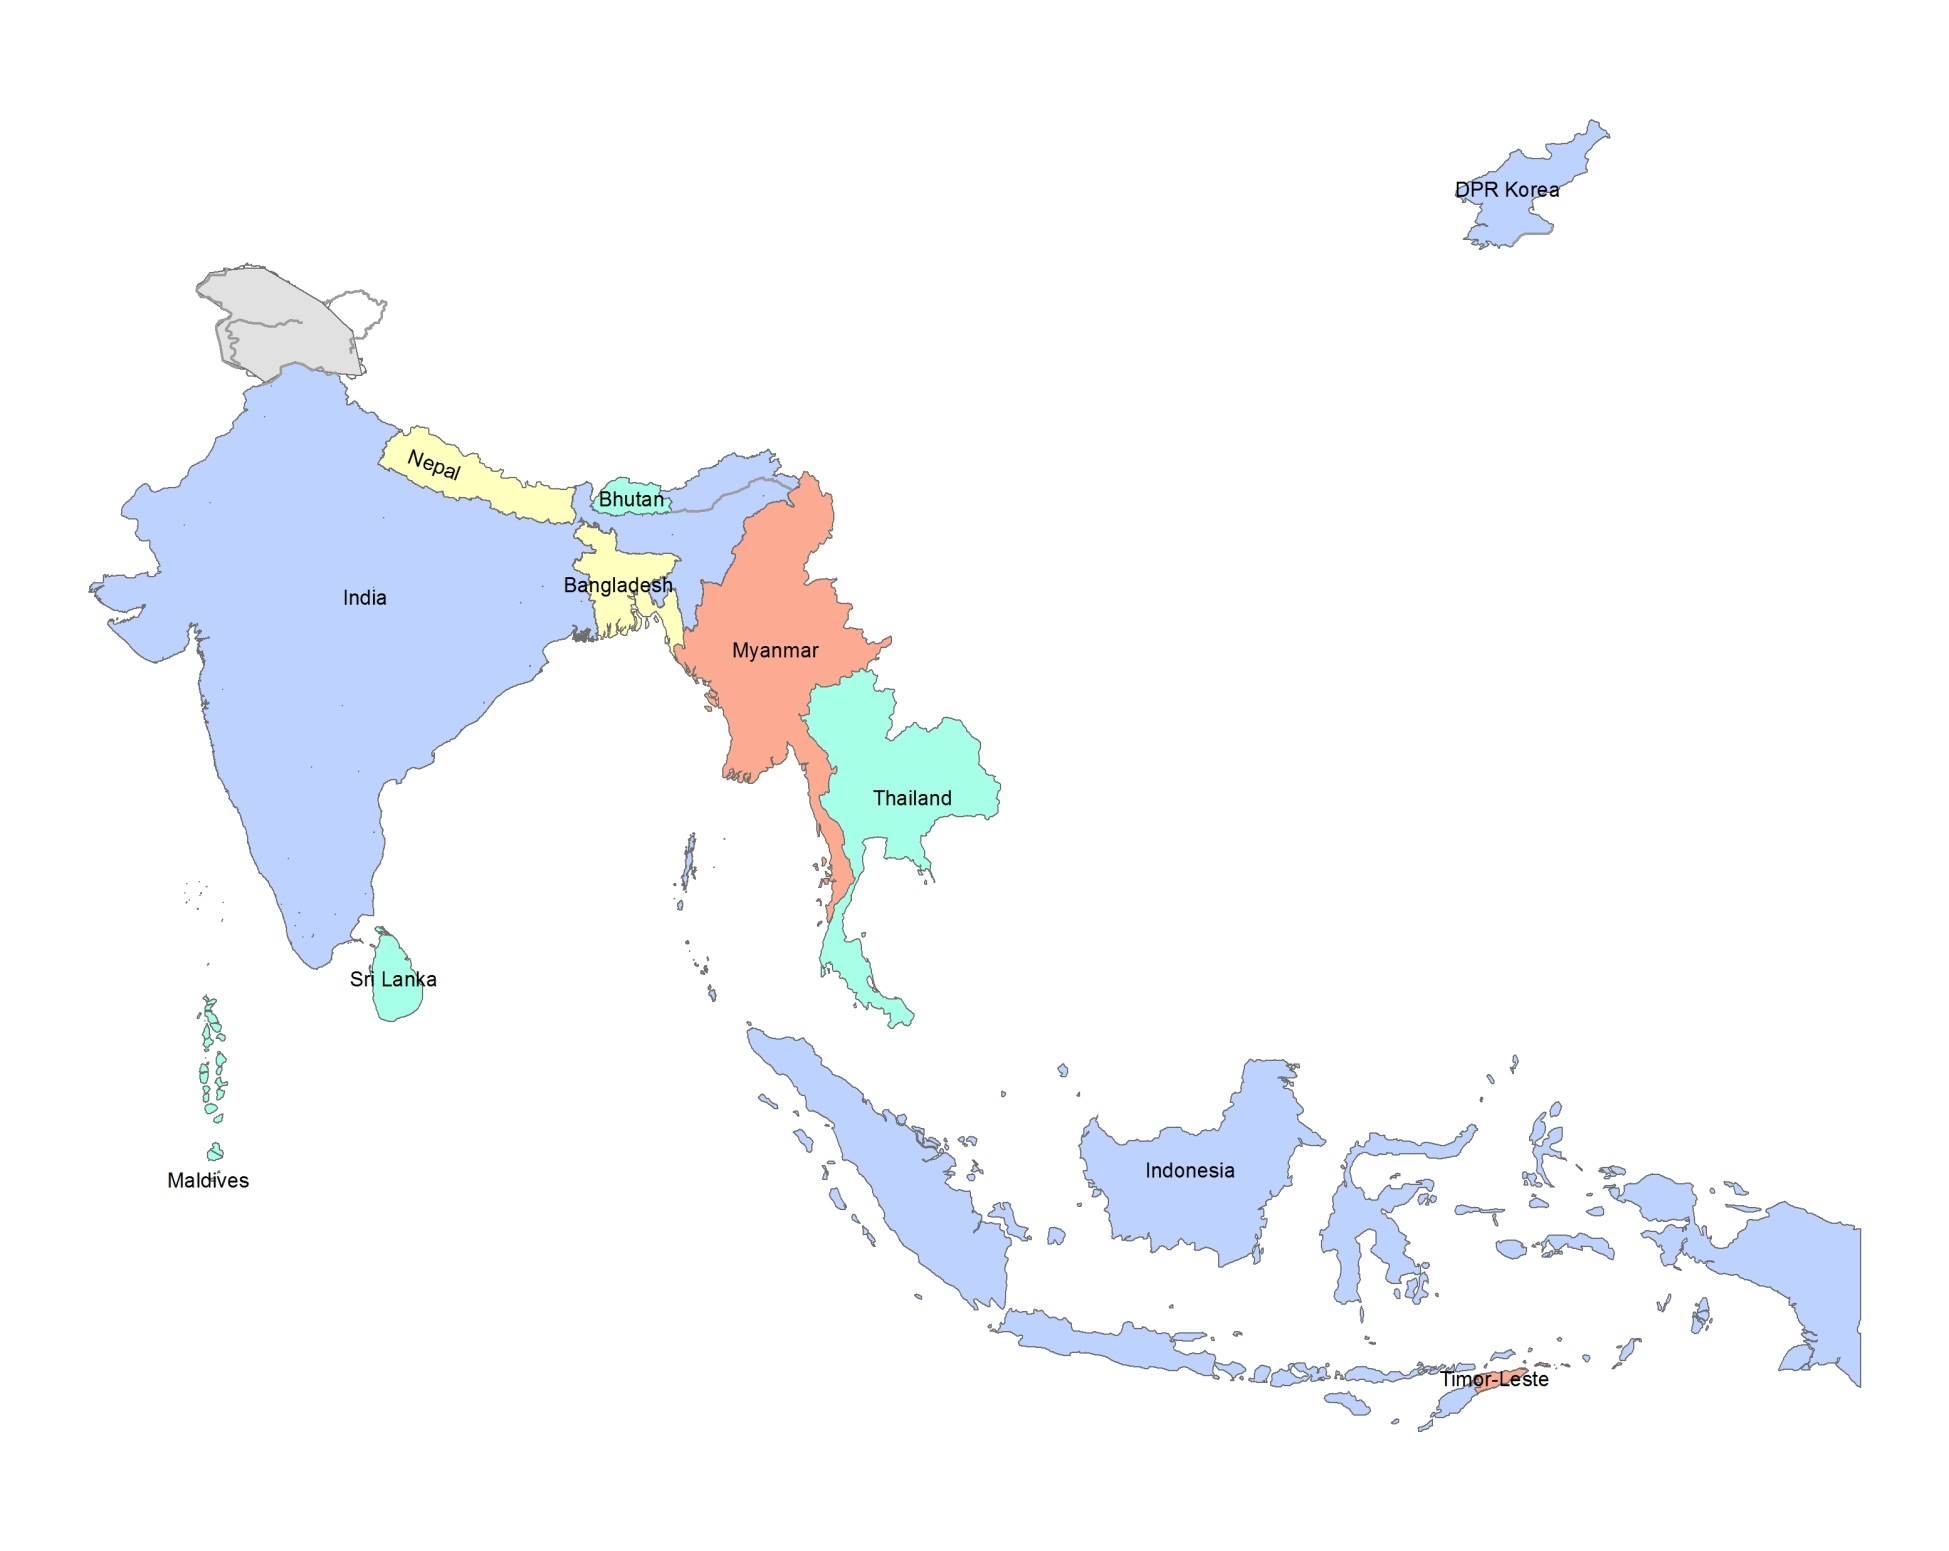 DPR Korea
Nepal
Bhutan
Bangladesh
India
Myanmar
Thailand
Sri Lanka
Indonesia
Maldives
Timor-Leste